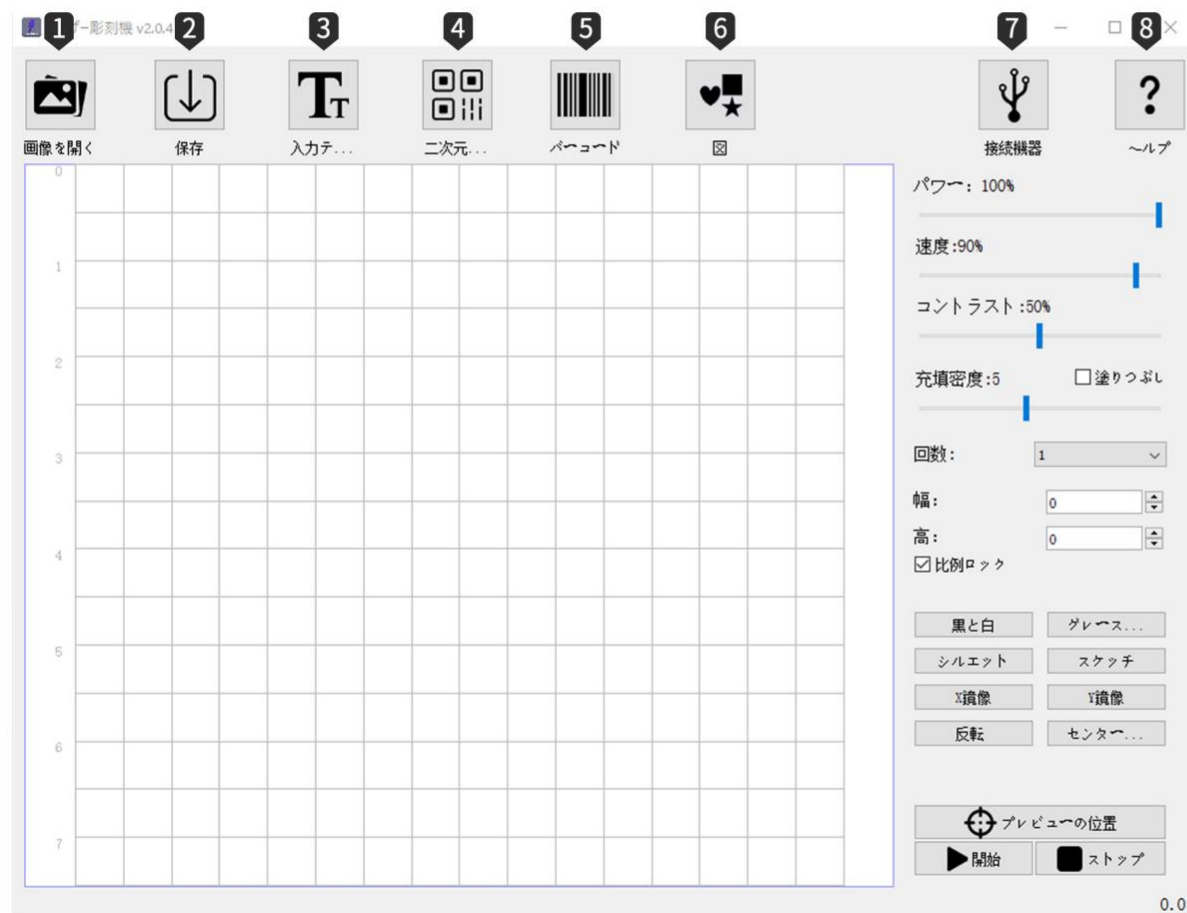 1 2 3 4 5 6 7 8
ザー彫刻機 v2.0.4
画像を開く 保存 入力テ... 二次元... バーコード 図 接続機器 ヘルプ
0
1
2
3
4
5
6
7
パワー: 100%
速度:90%
コントラスト:50%
充填密度:5 塗りつぶし
回数: 1
幅: 0
高: 0
比例ロック
黒と白 グレース...
シルエット スケッチ
X鏡像 Y鏡像
反転 センター...
プレビューの位置
開始 ストップ
0.0